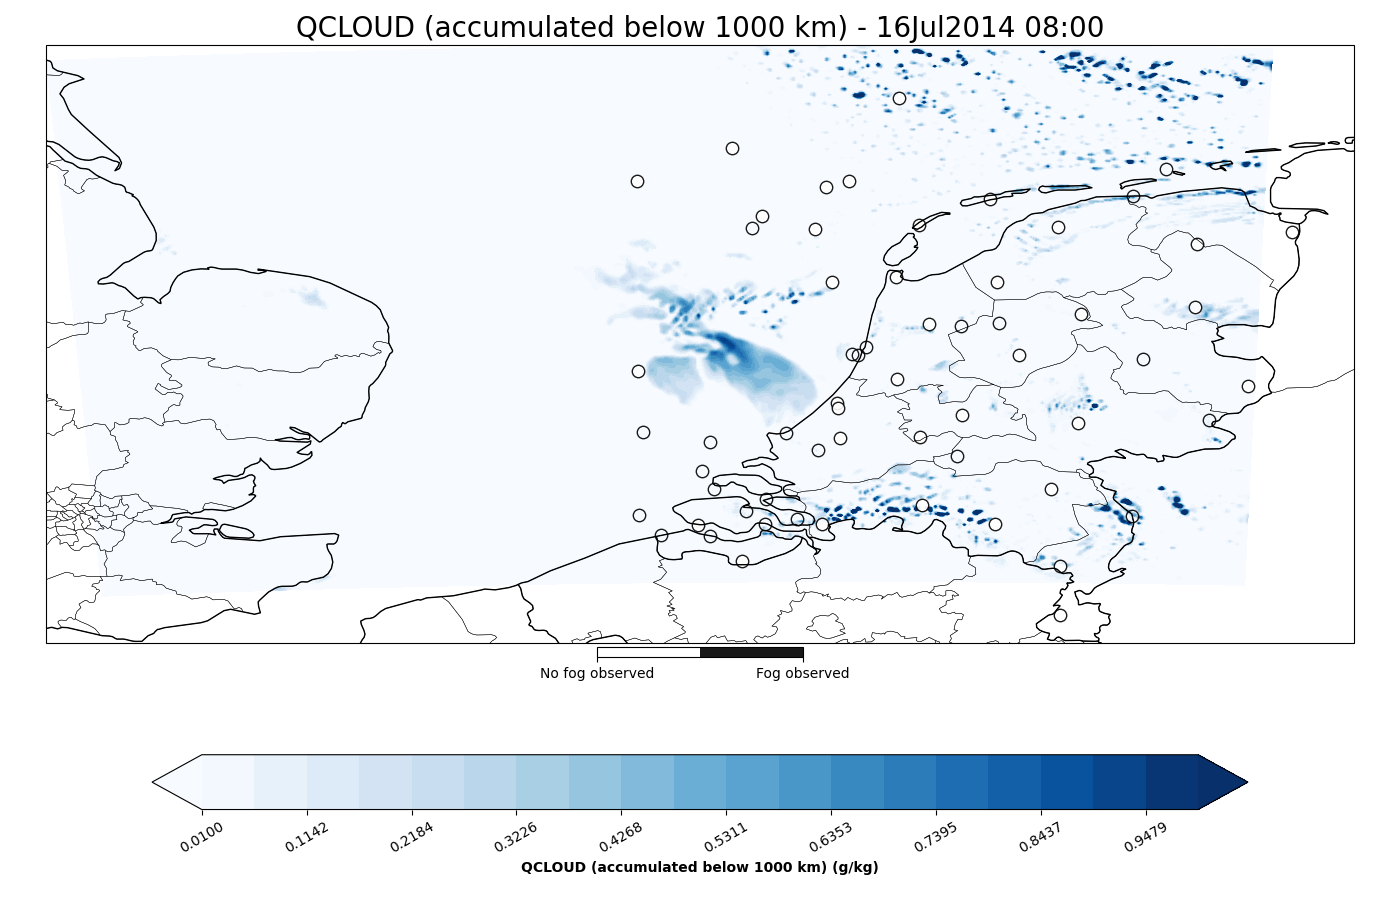 QCLOUD (accumulated below 1000 km) - 16Jul2014 08:00
No fog observed Fog observed
0.0100 0.1142 0.2184 0.3226 0.4268 0.5311 0.6353 0.7395 0.8437 0.9479
QCLOUD (accumulated below 1000 km) (g/kg)